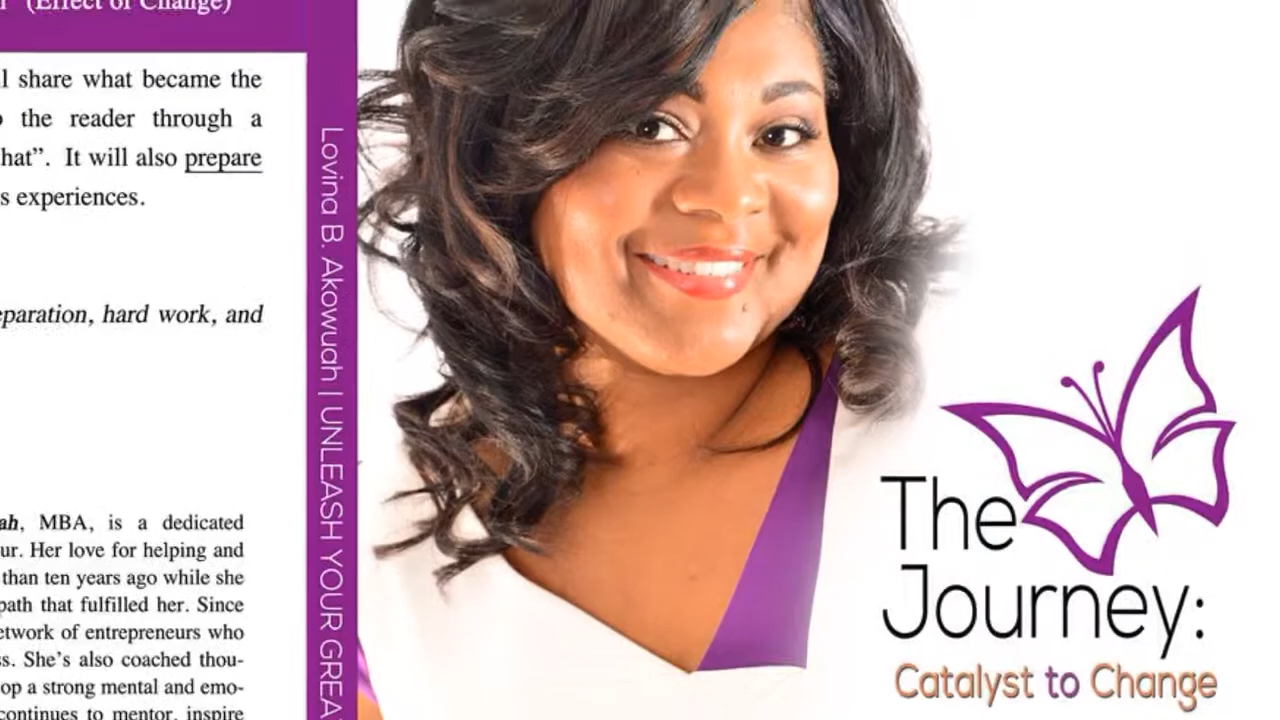 (Effect of Change)
share what became the
the reader through a
hat”. It will also prepare
s experiences.
eparation, hard work, and
ah, MBA, is a dedicated
ur. Her love for helping and
than ten years ago while she
path that fulfilled her. Since
etwork of entrepreneurs who
s. She’s also coached thou-
op a strong mental and emo-
continues to mentor, inspire
Lovina B. Akowuah | UNLEASH YOUR GREA
The
Journey:
Catalyst to Change